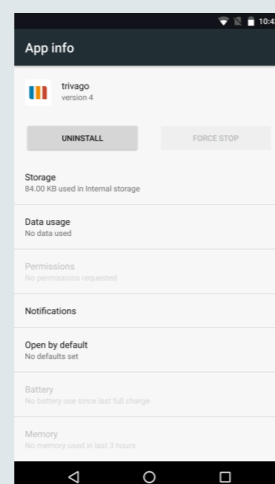 10:42
App info
trivago
version 4
UNINSTALL
FORCE STOP
Storage
84.00 KB used in Internal storage
Data usage
No data used
Permissions
No permissions requested
Notifications
Open by default
No defaults set
Battery
No battery use since last full charge
Memory
No memory used in last 3 hours